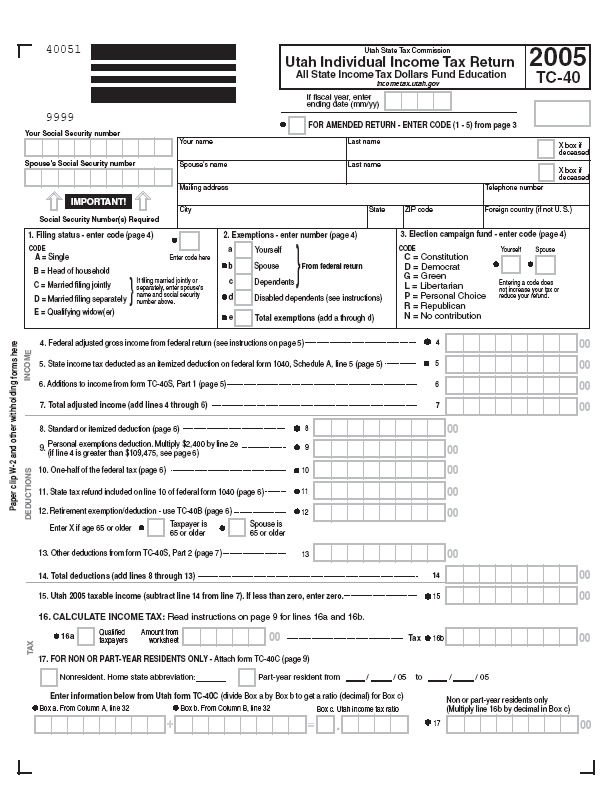 40051
9999
Utah State Tax Commission
Utah Individual Income Tax Return
All State Income Tax Dollars Fund Education
incometax.utah.gov
2005
TC-40
If fiscal year, enter
ending date (mm/yy)
FOR AMENDED RETURN - ENTER CODE (1 - 5) from page 3
Your Social Security number
Spouse's Social Security number
IMPORTANT!
Social Security Number(s) Required
Your name Last name X box if deceased
Spouse's name Last name X box if deceased
Mailing address Telephone number
City State ZIP code Foreign country (if not U. S.)
1. Filing status - enter code (page 4)
CODE Enter code here
A = Single
B = Head of household
C = Married filing jointly
D = Married filing separately
E = Qualifying widow(er)
If filing married jointly or
separately, enter spouse's
name and social security
number above.
2. Exemptions - enter number (page 4)
a Yourself
b Spouse From federal return
c Dependents
d Disabled dependents (see instructions)
e Total exemptions (add a through d)
3. Election campaign fund - enter code (page 4)
CODE Yourself Spouse
C = Constitution
D = Democrat
G = Green
L = Libertarian
P = Personal Choice
R = Republican
N = No contribution
Entering a code does
not increase your tax or
reduce your refund.
Paper clip W-2 and other withholding forms here
INCOME
4. Federal adjusted gross income from federal return (see instructions on page 5) 4 00
5. State income tax deducted as an itemized deduction on federal form 1040, Schedule A, line 5 (page 5) 5 00
6. Additions to income from form TC-40S, Part 1 (page 5) 6 00
7. Total adjusted income (add lines 4 through 6) 7 00
DEDUCTIONS
8. Standard or itemized deduction (page 6) 8 00
9. Personal exemptions deduction. Multiply $2,400 by line 2e
(if line 4 is greater than $109,475, see page 6) 9 00
10. One-half of the federal tax (page 6) 10 00
11. State tax refund included on line 10 of federal form 1040 (page 6) 11 00
12. Retirement exemption/deduction - use TC-40B (page 6) 12 00
Enter X if age 65 or older Taxpayer is 65 or older Spouse is 65 or older
13. Other deductions from form TC-40S, Part 2 (page 7) 13 00
14. Total deductions (add lines 8 through 13) 14 00
15. Utah 2005 taxable income (subtract line 14 from line 7). If less than zero, enter zero. 15 00
TAX
16. CALCULATE INCOME TAX: Read instructions on page 9 for lines 16a and 16b.
16a Qualified taxpayers Amount from worksheet 00 Tax 16b 00
17. FOR NON OR PART-YEAR RESIDENTS ONLY - Attach form TC-40C (page 9)
Nonresident. Home state abbreviation: Part-year resident from / / 05 to / / 05
Enter information below from Utah form TC-40C (divide Box a by Box b to get a ratio (decimal) for Box c)
Box a. From Column A, line 32 Box b. From Column B, line 32 Box c. Utah income tax ratio
÷ = .
Non or part-year residents only
(Multiply line 16b by decimal in Box c)
17 00